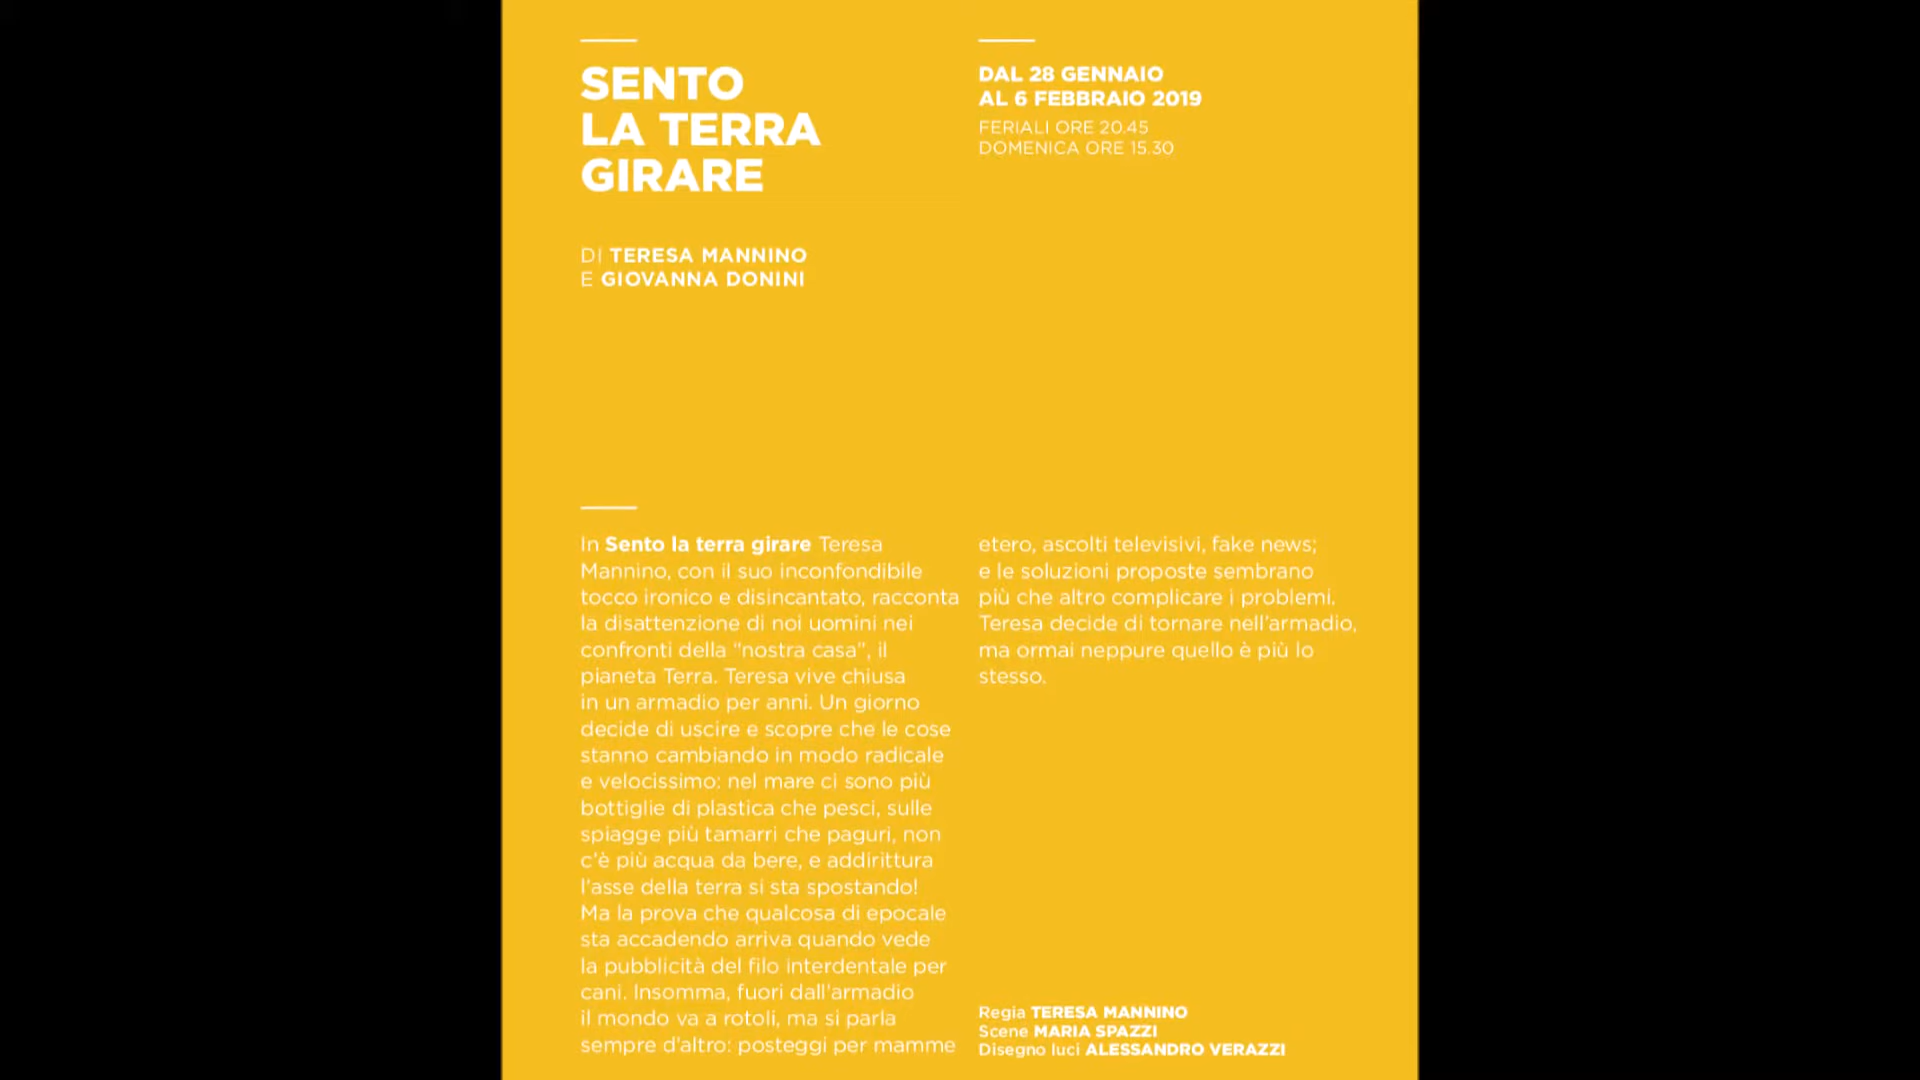 SENTO
LA TERRA
GIRARE
DI TERESA MANNINO
E GIOVANNA DONINI
DAL 28 GENNAIO
AL 6 FEBBRAIO 2019
FERIALI ORE 20.45
DOMENICA ORE 15.30
In Sento la terra girare Teresa
Mannino, con il suo inconfondibile
tocco ironico e disincantato, racconta
la disattenzione di noi uomini nei
confronti della “nostra casa”, il
pianeta Terra. Teresa vive chiusa
in un armadio per anni. Un giorno
decide di uscire e scopre che le cose
stanno cambiando in modo radicale
e velocissimo: nel mare ci sono più
bottiglie di plastica che pesci, sulle
spiagge più tamarri che paguri, non
c'è più acqua da bere, e addirittura
l'asse della terra si sta spostando!
Ma la prova che qualcosa di epocale
sta accadendo arriva quando vede
la pubblicità del filo interdentale per
cani. Insomma, fuori dall'armadio
il mondo va a rotoli, ma si parla
sempre d'altro: posteggi per mamme
etero, ascolti televisivi, fake news;
e le soluzioni proposte sembrano
più che altro complicare i problemi.
Teresa decide di tornare nell'armadio,
ma ormai neppure quello è più lo
stesso.
Regia TERESA MANNINO
Scene MARIA SPAZZI
Disegno luci ALESSANDRO VERAZZI